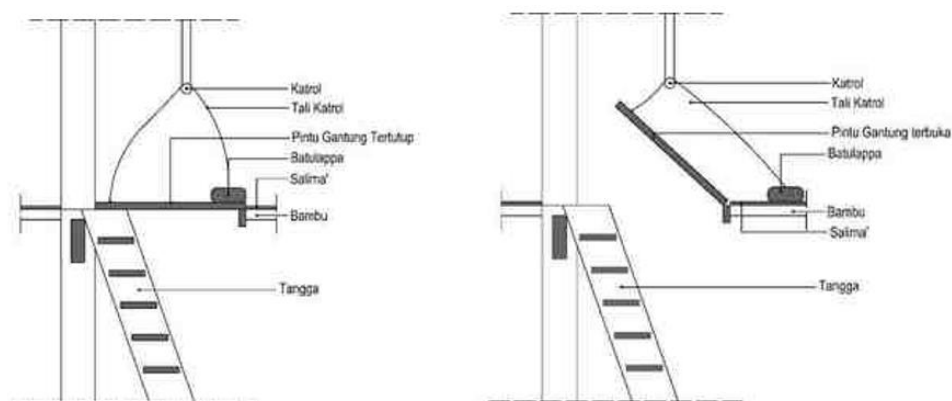 Katrol
Tali Katrol
Pintu Gantung Tertutup
Batulappa
Salima'
Bambu
Tangga
Katrol
Tali Katrol
Pintu Gantung terbuka
Batulappa
Bambu
Salima'
Tangga